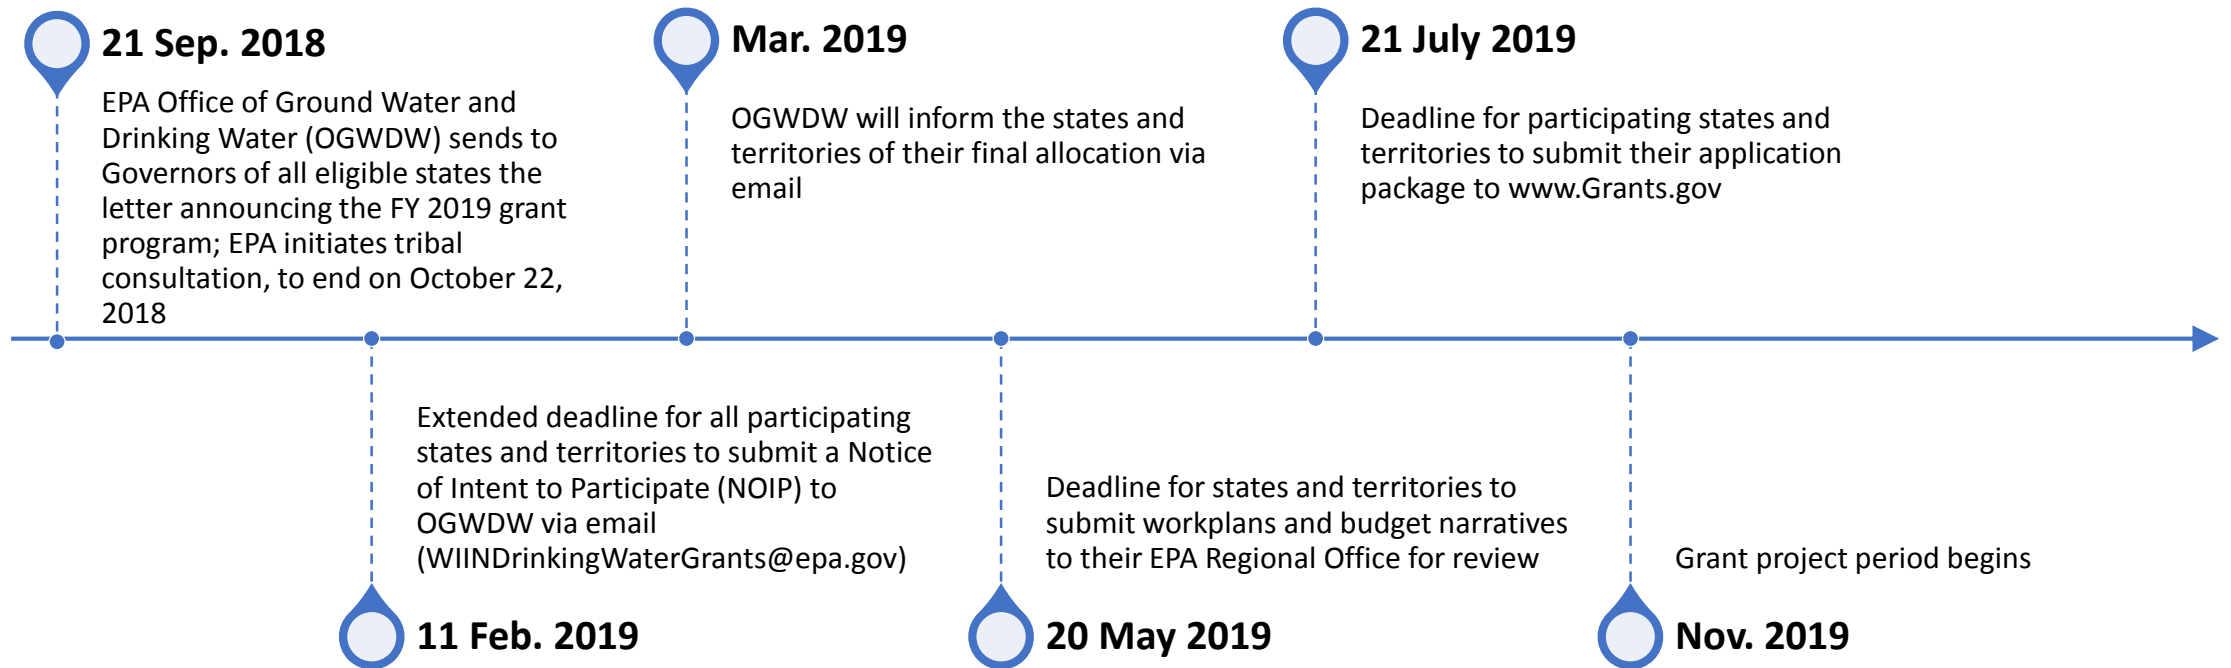 21 Sep. 2018
EPA Office of Ground Water and
Drinking Water (OGWDW) sends to
Governors of all eligible states the
letter announcing the FY 2019 grant
program; EPA initiates tribal
consultation, to end on October 22,
2018
Extended deadline for all participating
states and territories to submit a Notice
of Intent to Participate (NOIP) to
OGWDW via email
(WIINDrinkingWaterGrants@epa.gov)
11 Feb. 2019
Mar. 2019
OGWDW will inform the states and
territories of their final allocation via
email
Deadline for states and territories to
submit workplans and budget narratives
to their EPA Regional Office for review
20 May 2019
21 July 2019
Deadline for participating states and
territories to submit their application
package to www.Grants.gov
Grant project period begins
Nov. 2019